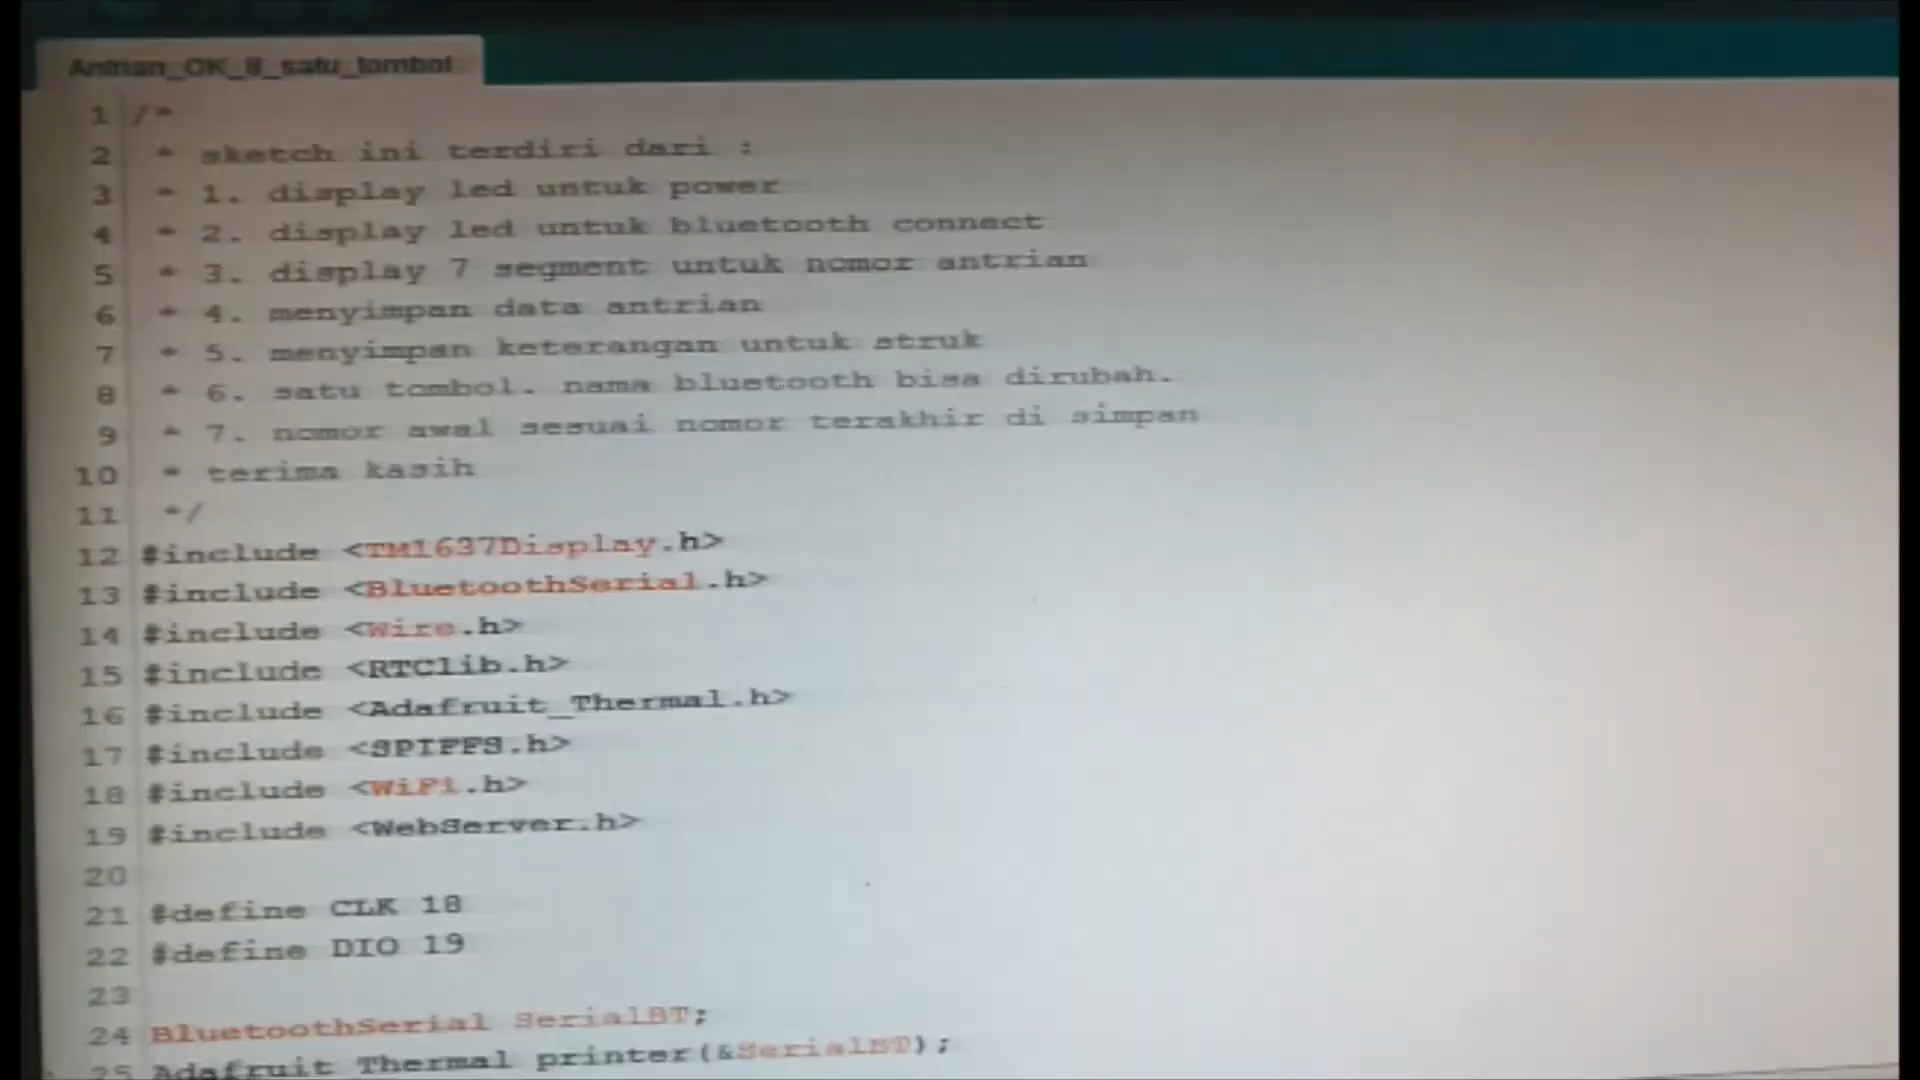 Antrian_OK_8_satu_tombol
1 /*
2 * sketch ini terdiri dari :
3 * 1. display led untuk power
4 * 2. display led untuk bluetooth connect
5 * 3. display 7 segment untuk nomor antrian
6 * 4. menyimpan data antrian
7 * 5. menyimpan keterangan untuk struk
8 * 6. satu tombol. nama bluetooth bisa dirubah.
9 * 7. nomor awal sesuai nomor terakhir di simpan
10 * terima kasih
11 */
12 #include <TM1637Display.h>
13 #include <BluetoothSerial.h>
14 #include <Wire.h>
15 #include <RTClib.h>
16 #include <Adafruit_Thermal.h>
17 #include <SPIFFS.h>
18 #include <WiFi.h>
19 #include <WebServer.h>
20
21 #define CLK 18
22 #define DIO 19
23
24 BluetoothSerial SerialBT;
25 Adafruit_Thermal printer(&SerialBT);